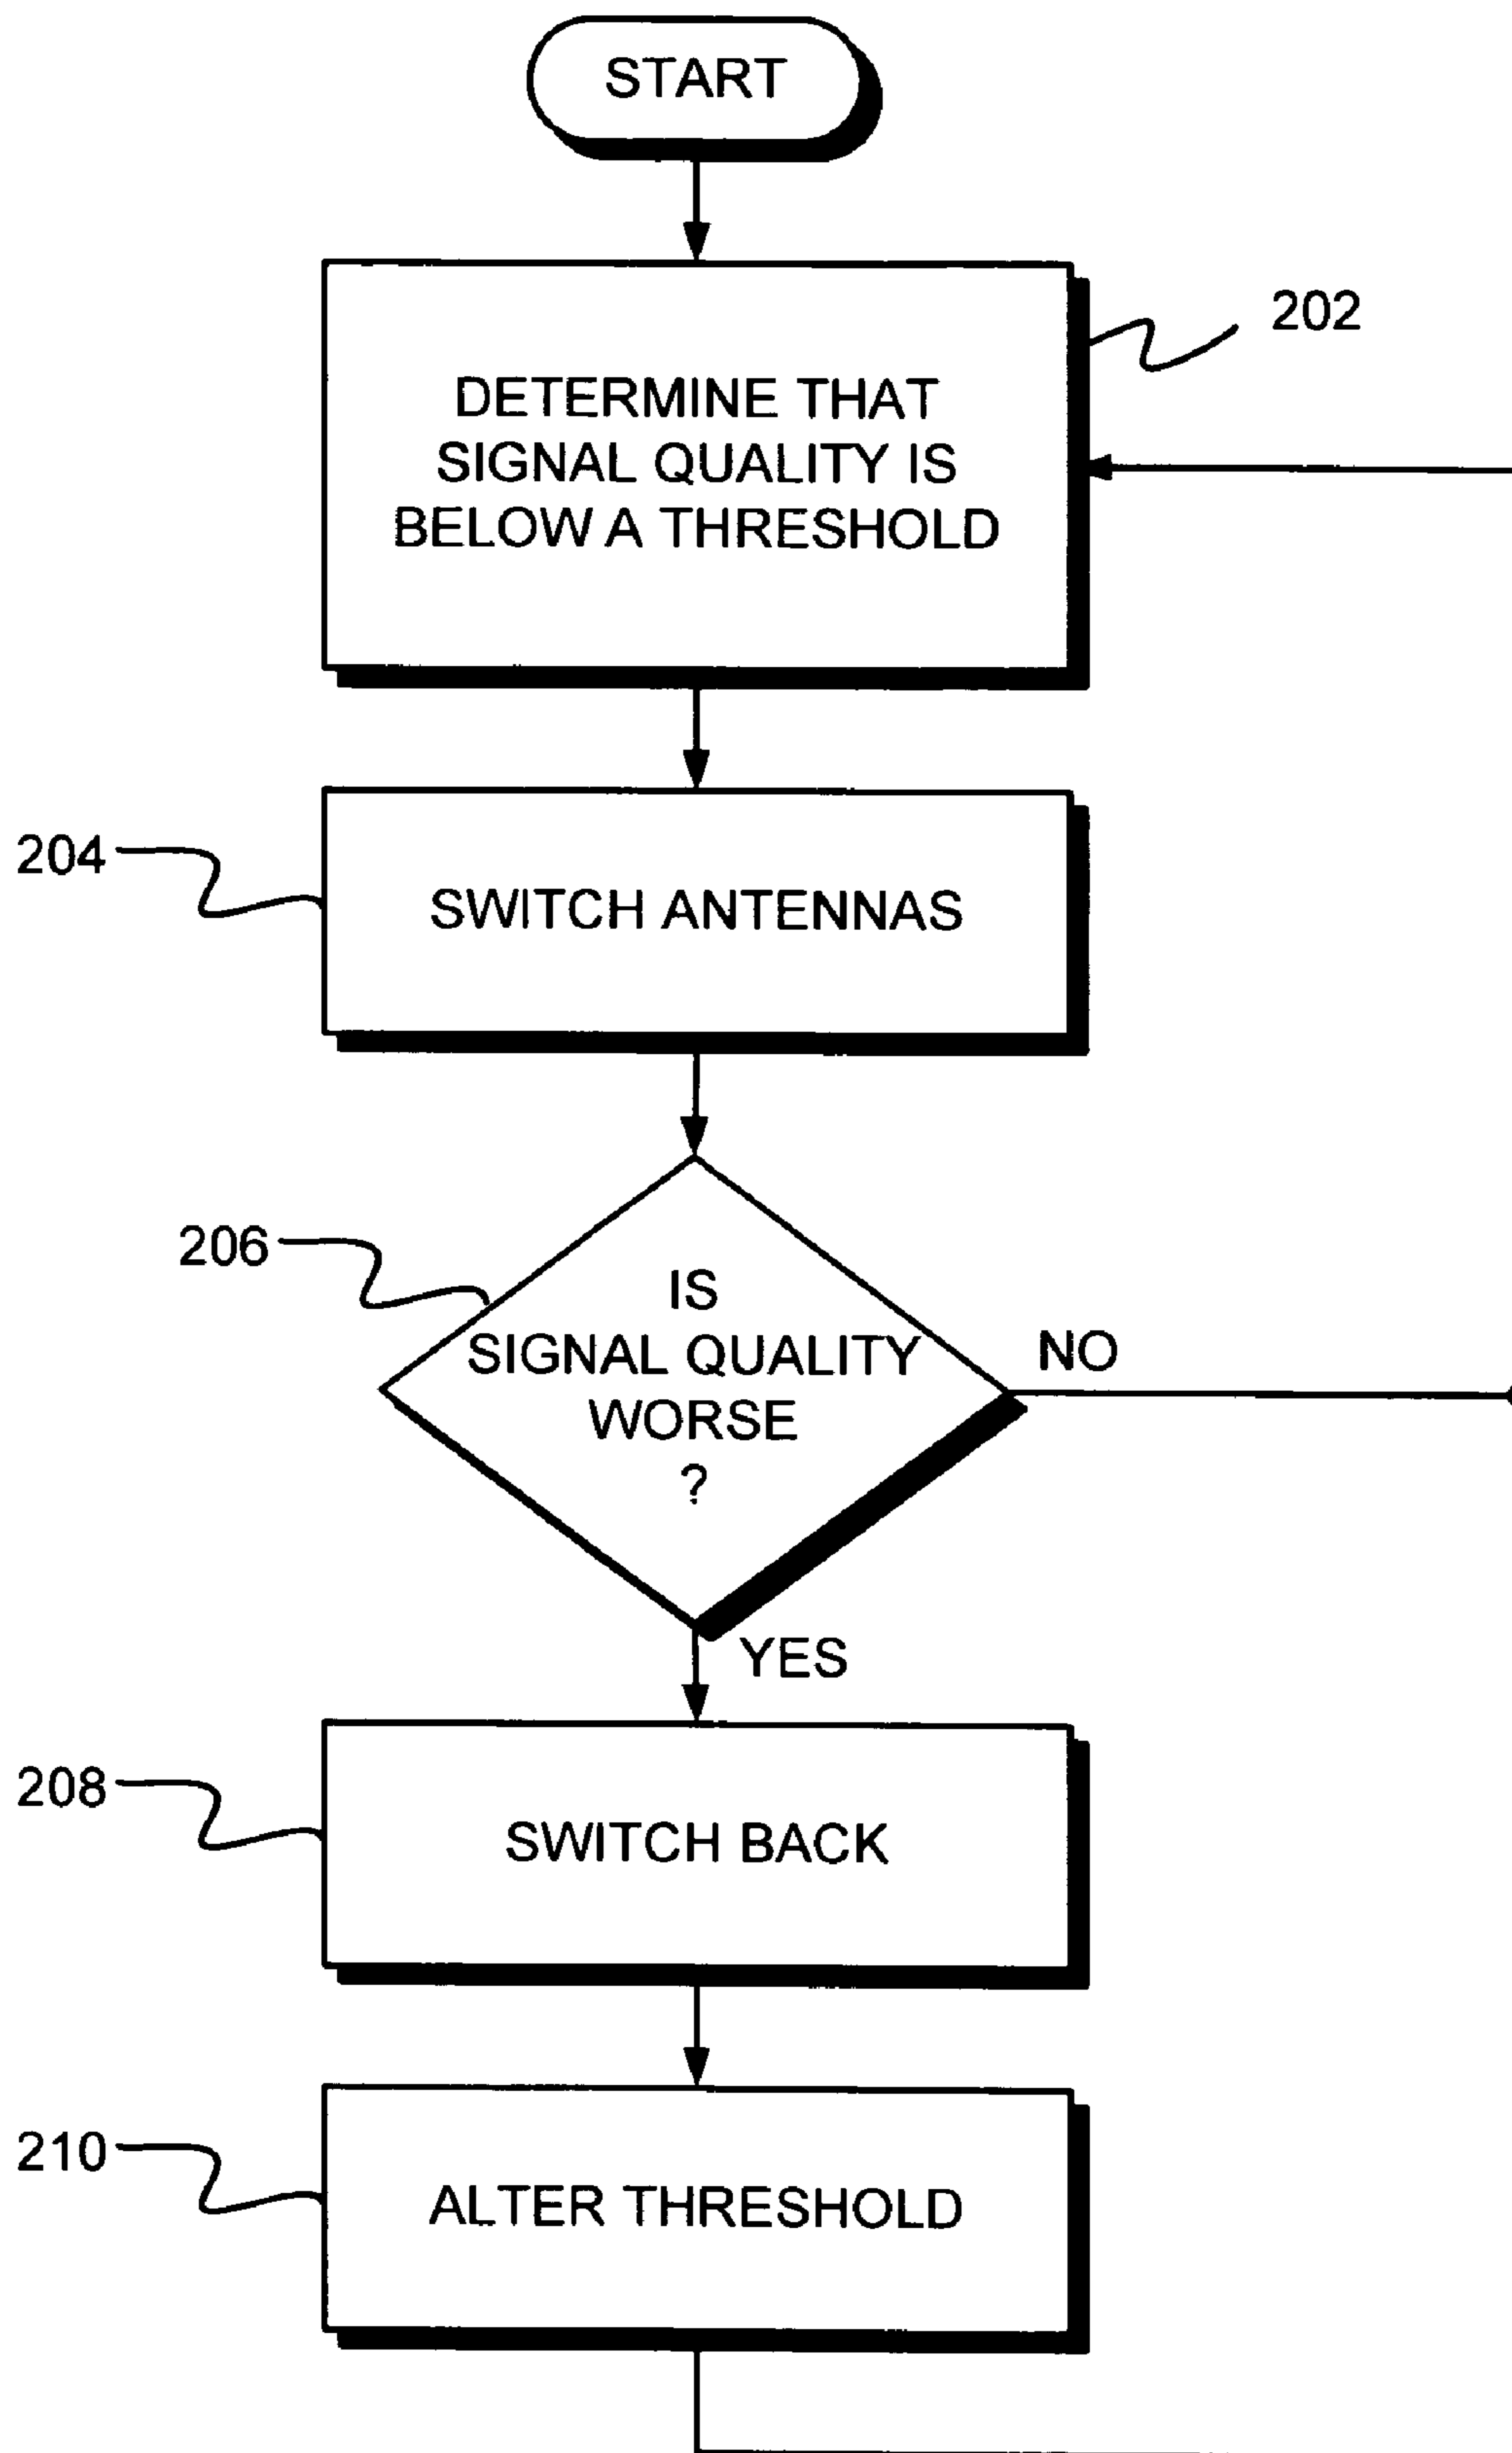 START
202
DETERMINE THAT
SIGNAL QUALITY IS
BELOW A THRESHOLD
204
SWITCH ANTENNAS
206
IS
SIGNAL QUALITY
WORSE
?
NO
YES
208
SWITCH BACK
210
ALTER THRESHOLD